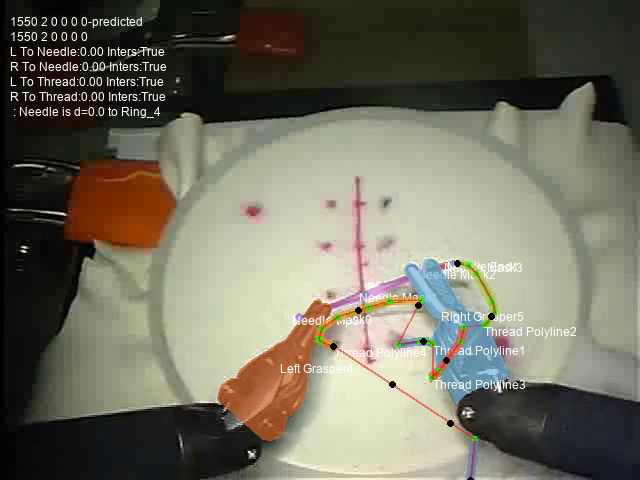 1550 2 0 0 0 0-predicted
1550 2 0 0 0 0
L To Needle:0.00 Inters:True
R To Needle:0.00 Inters:True
L To Thread:0.00 Inters:True
R To Thread:0.00 Inters:True
: Needle is d=0.0 to Ring_4
Needle Mask2
Right Grasper5
Thread Polyline2
Thread Polyline4
Thread Polyline1
Left Grasper4
Thread Polyline3